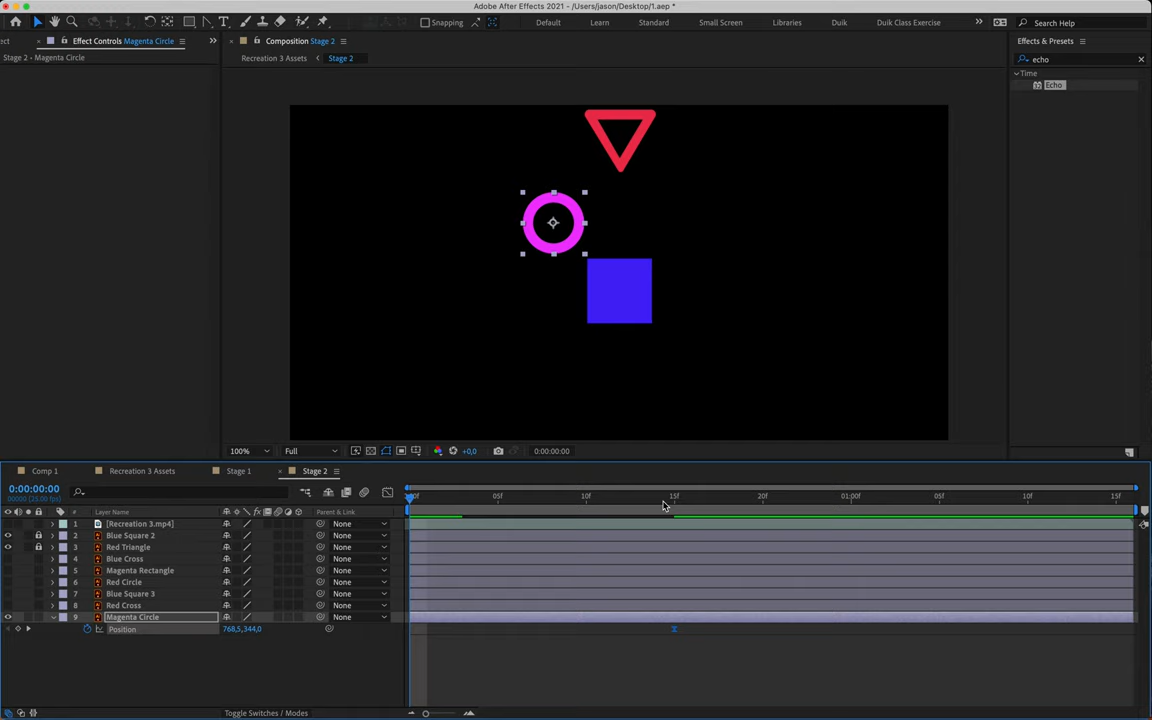 Adobe After Effects 2021 - /Users/jason/Desktop/1.aep *
Snapping
Default
Learn
Standard
Small Screen
Libraries
Duik Class Exercise
Search Help
ect
Effect Controls Magenta Circle
Composition Stage 2
Effects & Presets
Stage 2 • Magenta Circle
Recreation 3 Assets
Stage 2
echo
Time
Echo
100%
Full
+0,0
0:00:00:00
Comp 1
Recreation 3 Assets
Stage 1
Stage 2
0:00:00:00
00000 (25.00 fps)
:00f
05f
10f
15f
20f
01:00f
05f
10f
15f
#
Layer Name
Parent & Link
1 [Recreation 3.mp4] None
2 Blue Square 2 None
3 Red Triangle None
4 Blue Cross None
5 Magenta Rectangle None
6 Red Circle None
7 Blue Square 3 None
8 Red Cross None
9 Magenta Circle None
Position 768,5,344,0
Toggle Switches / Modes